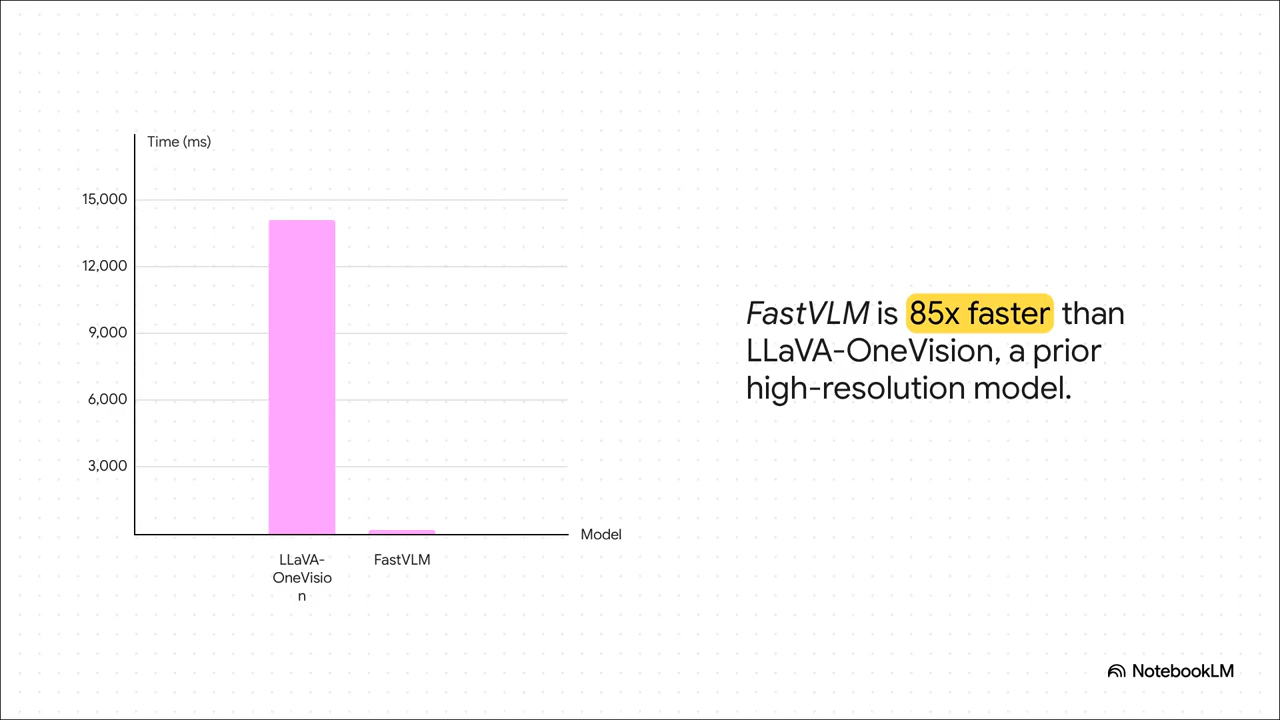 Time (ms)
15,000
12,000
9,000
6,000
3,000
Model
LLaVA-
OneVisio
n
FastVLM
FastVLM is 85x faster than
LLaVA-OneVision, a prior
high-resolution model.
NotebookLM